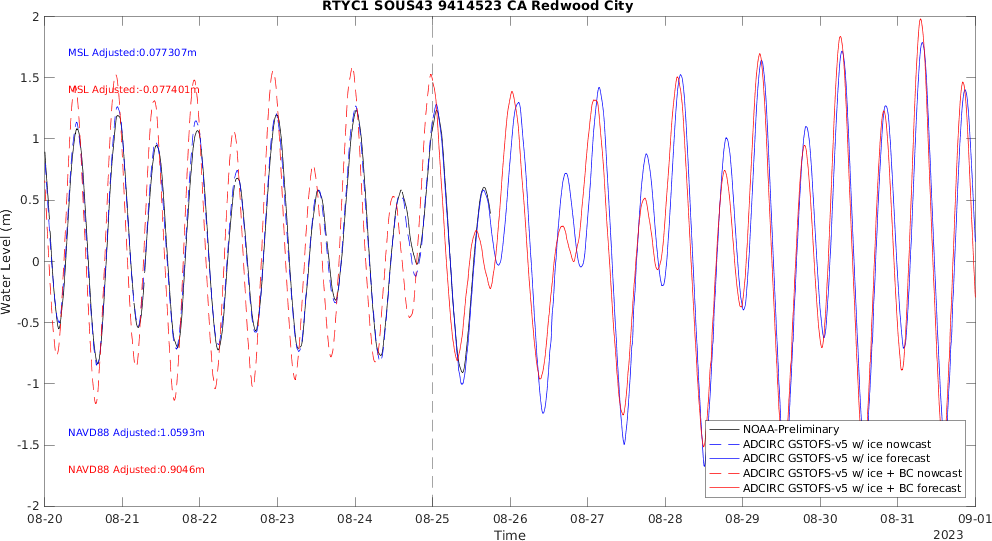 RTYC1 SOUS43 9414523 CA Redwood City
2
MSL Adjusted:0.077307m
1.5
MSL Adjusted:-0.077401m
1
0.5
0
-0.5
-1
-1.5
-2
Water Level (m)
NAVD88 Adjusted:1.0593m
NAVD88 Adjusted:0.9046m
NOAA-Preliminary
ADCIRC GSTOFS-v5 w/ ice nowcast
ADCIRC GSTOFS-v5 w/ ice forecast
ADCIRC GSTOFS-v5 w/ ice + BC nowcast
ADCIRC GSTOFS-v5 w/ ice + BC forecast
08-20 08-21 08-22 08-23 08-24 08-25 08-26 08-27 08-28 08-29 08-30 08-31 09-01
Time
2023